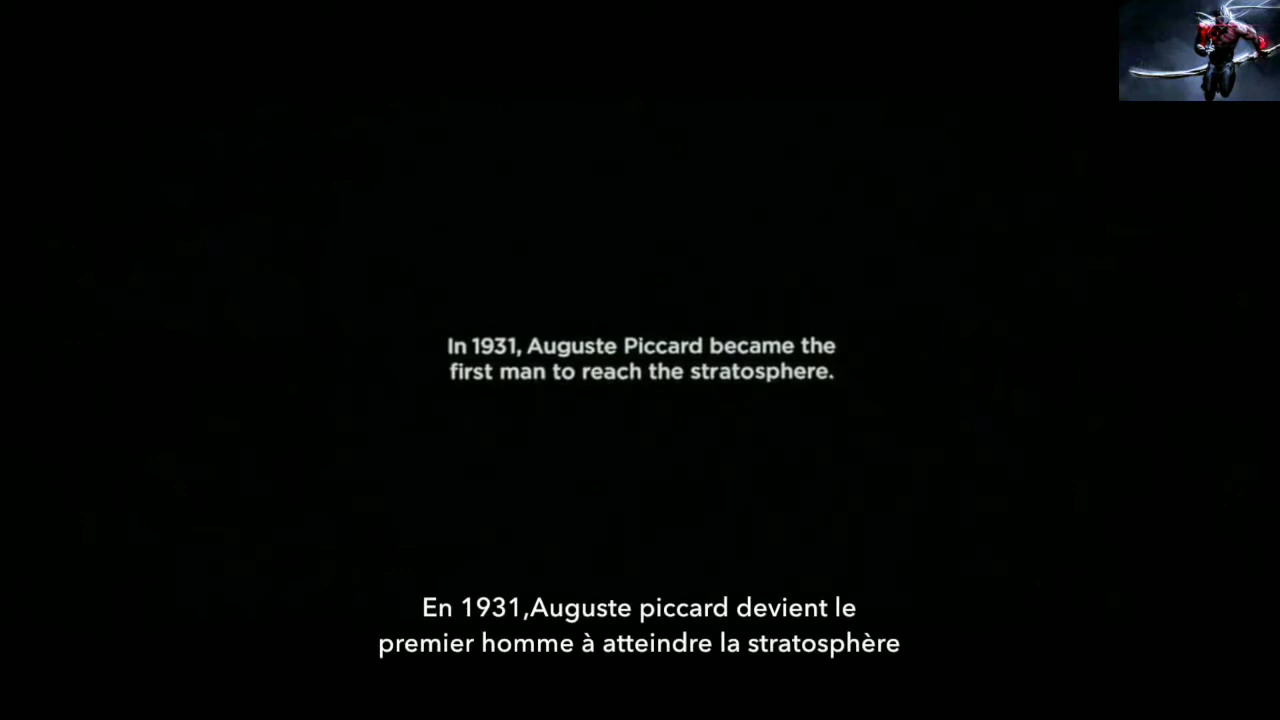 In 1931, Auguste Piccard became the
first man to reach the stratosphere.
En 1931,Auguste piccard devient le
premier homme à atteindre la stratosphère